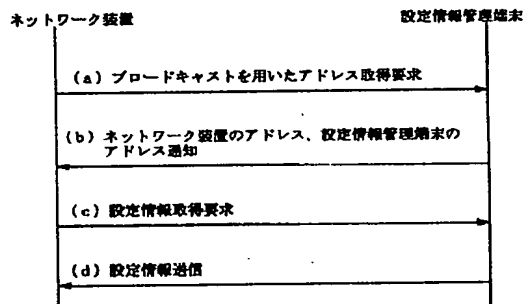 ネットワーク装置
設定情報管理端末
(a) ブロードキャストを用いたアドレス取得要求
(b) ネットワーク装置のアドレス、設定情報管理端末の
アドレス通知
(c) 設定情報取得要求
(d) 設定情報送信